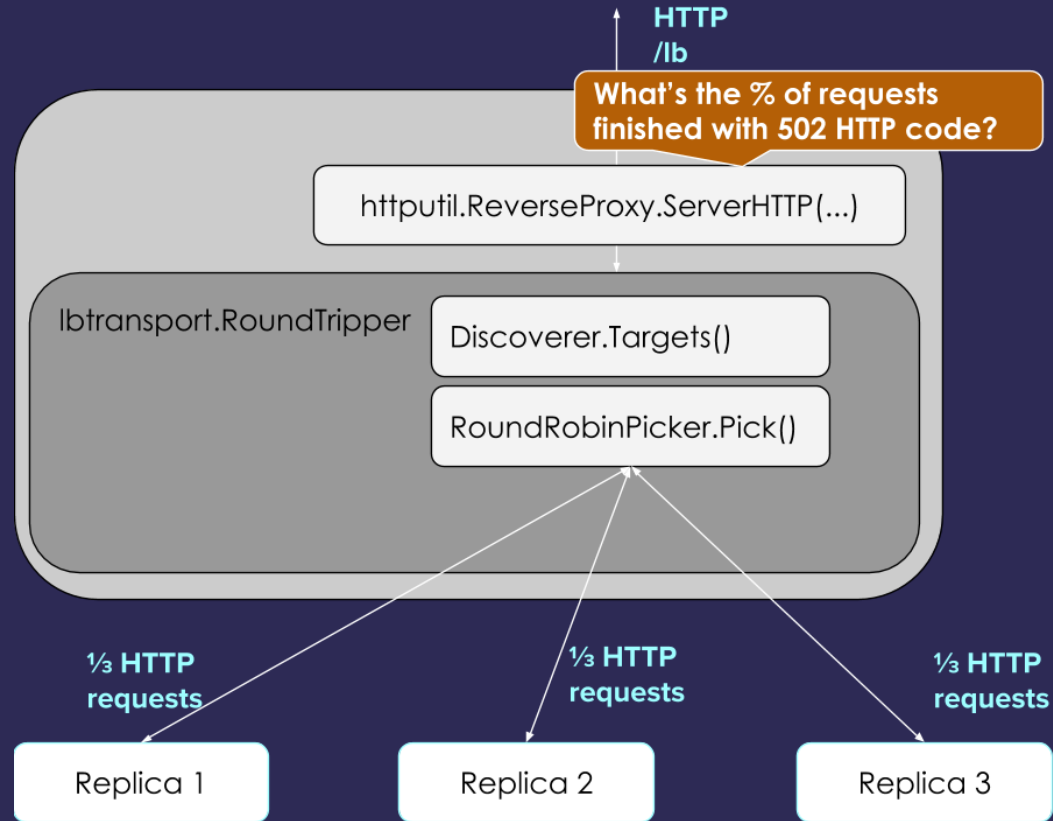 HTTP
/lb
What's the % of requests
finished with 502 HTTP code?
httputil.ReverseProxy.ServerHTTP(...)
lbtransport.RoundTripper
Discoverer.Targets()
RoundRobinPicker.Pick()
⅓ HTTP
requests
⅓ HTTP
requests
⅓ HTTP
requests
Replica 1
Replica 2
Replica 3